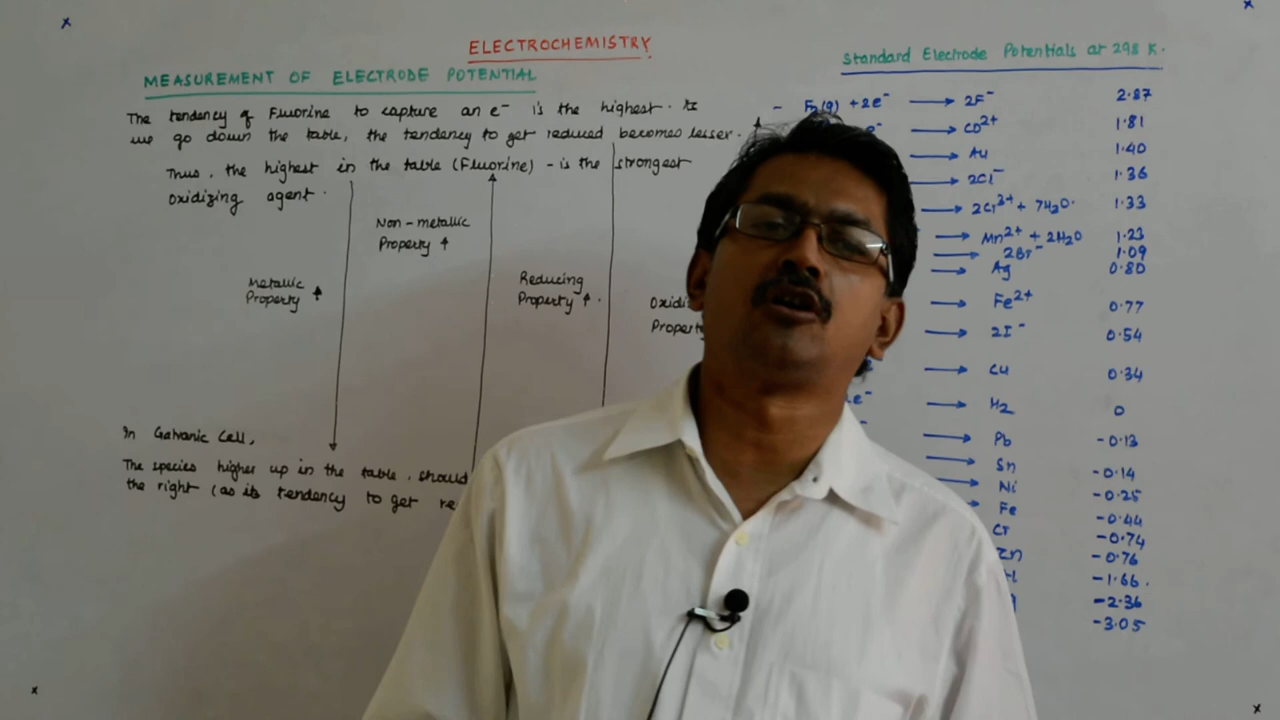 ELECTROCHEMISTRY
MEASUREMENT OF ELECTRODE POTENTIAL
The tendency of Fluorine to capture an e⁻ is the highest. As
we go down the table, the tendency to get reduced becomes lesser.
Thus, the highest in the table (Fluorine) - is the strongest
oxidizing agent.
Non-metallic
Property ↑
Metallic
Property ↑
Reducing
Property ↑.
Oxidi
Property
In Galvanic Cell,
The species higher up in the table, should
the right (as its tendency to get re
Standard Electrode Potentials at 298 K.
- F₂(g) + 2e⁻ → 2F⁻ 2.87
e⁻ → CO²⁺ 1.81
→ Au 1.40
→ 2Cl⁻ 1.36
→ 2Cr³⁺ + 7H₂O. 1.33
→ Mn²⁺ + 2H₂O 1.23
→ 2Br⁻ 1.09
→ Ag 0.80
→ Fe²⁺ 0.77
→ 2I⁻ 0.54
→ Cu 0.34
e⁻ → H₂ 0
→ Pb -0.13
→ Sn -0.14
→ Ni -0.25
→ Fe -0.44
Cr -0.74
Zn -0.76
l -1.66.
-2.36
-3.05